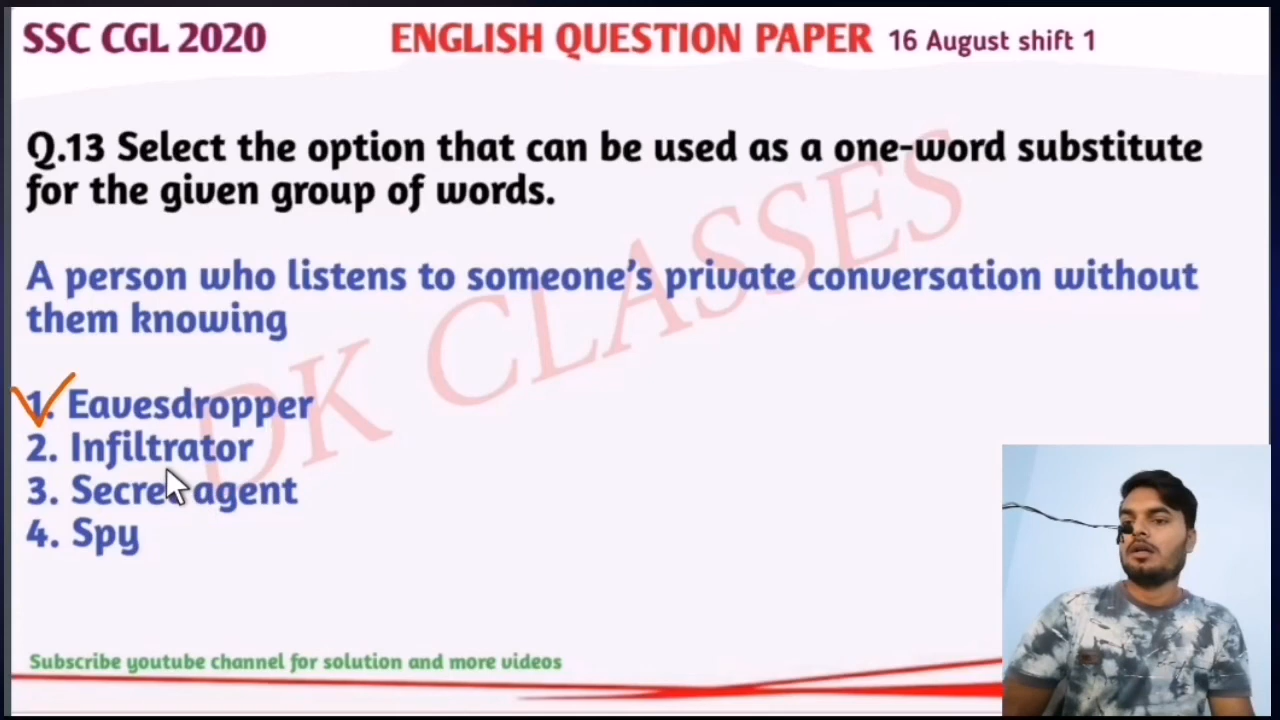 SSC CGL 2020 ENGLISH QUESTION PAPER 16 August shift 1
Q.13 Select the option that can be used as a one-word substitute
for the given group of words.
A person who listens to someone's private conversation without
them knowing
1. Eavesdropper
2. Infiltrator
3. Secret agent
4. Spy
DK CLASSES
Subscribe youtube channel for solution and more videos